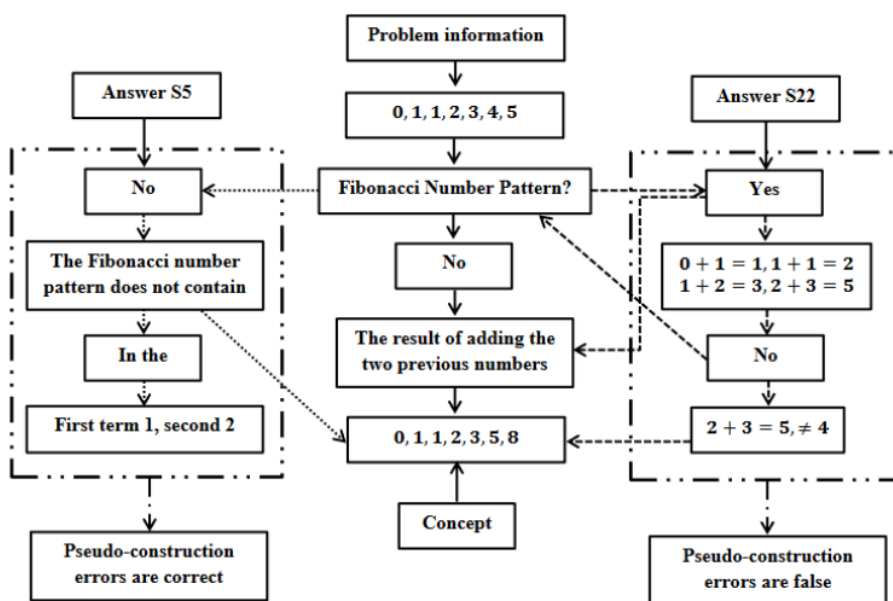 Problem information
Answer S5
0, 1, 1, 2, 3, 4, 5
Answer S22
No
Fibonacci Number Pattern?
Yes
The Fibonacci number
pattern does not contain
No
0 + 1 = 1, 1 + 1 = 2
1 + 2 = 3, 2 + 3 = 5
In the
The result of adding the
two previous numbers
No
First term 1, second 2
0, 1, 1, 2, 3, 5, 8
2 + 3 = 5, ≠ 4
Concept
Pseudo-construction
errors are correct
Pseudo-construction
errors are false